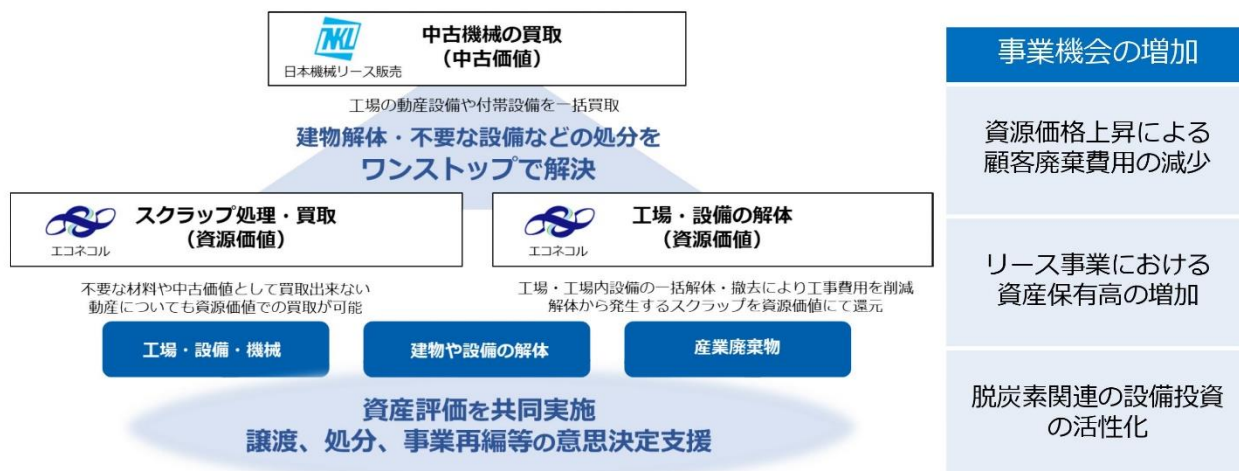 中古機械の買取
（中古価値）
日本機械リース販売
工場の動産設備や付帯設備を一括買取
建物解体・不要な設備などの処分を
ワンストップで解決
スクラップ処理・買取
（資源価値）
エコネコル
不要な材料や中古価値として買取出来ない
動産についても資源価値での買取が可能
工場・設備の解体
（資源価値）
エコネコル
工場・工場内設備の一括解体・撤去により工事費用を削減
解体から発生するスクラップを資源価値にて還元
工場・設備・機械
建物や設備の解体
産業廃棄物
資産評価を共同実施
譲渡、処分、事業再編等の意思決定支援
事業機会の増加
資源価格上昇による
顧客廃棄費用の減少
リース事業における
資産保有高の増加
脱炭素関連の設備投資
の活性化